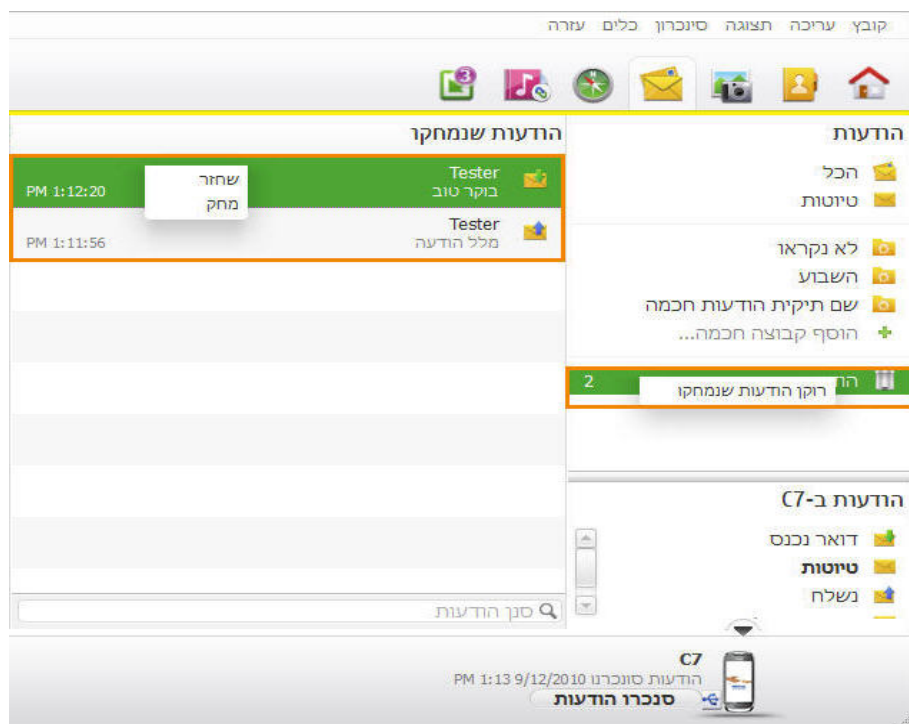 קובץ עריכה תצוגה סינכרון כלים עזרה
3
הודעות
הכל
טיוטות
לא נקראו
השבוע
שם תיקית הודעות חכמה
הוסף קבוצה חכמה...
2
רוקן הודעות שנמחקו
הודעות ב-C7
דואר נכנס
טיוטות
נשלח
הודעות שנמחקו
Tester
בוקר טוב
PM 1:12:20
שחזר
מחק
Tester
מלל הודעה
PM 1:11:56
סנן הודעות
C7
הודעות סונכרנו 9/12/2010 1:13 PM
סנכרו הודעות